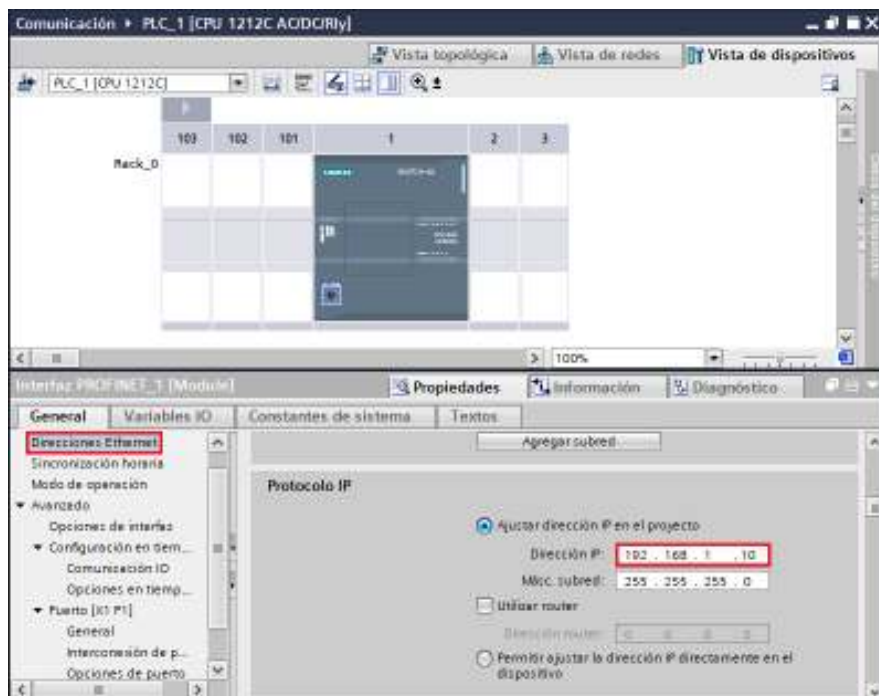 Comunicación ▸ PLC_1 [CPU 1212C AC/DC/Rly]
Vista topológica Vista de redes Vista de dispositivos
PLC_1 [CPU 1212C]
103 102 101 1 2 3
Rack_0
SIEMENS
100%
Interfaz PROFINET_1 [Module]
Propiedades Información Diagnóstico
General Variables IO Constantes de sistema Textos
Direcciones Ethernet
Agregar subred
Sincronización horaria
Modo de operación
Protocolo IP
Avanzado
Opciones de interfaz
Ajustar dirección IP en el proyecto
Configuración en tiem...
Dirección IP: 192 . 168 . 1 . 10
Comunicación IO
Másc. subred: 255 . 255 . 255 . 0
Opciones en tiemp...
Utilizar router
Puerto [X1 P1]
Dirección router: 0 . 0 . 0 . 0
General
Interconexión de p...
Permitir ajustar la dirección IP directamente en el
dispositivo
Opciones de puerto